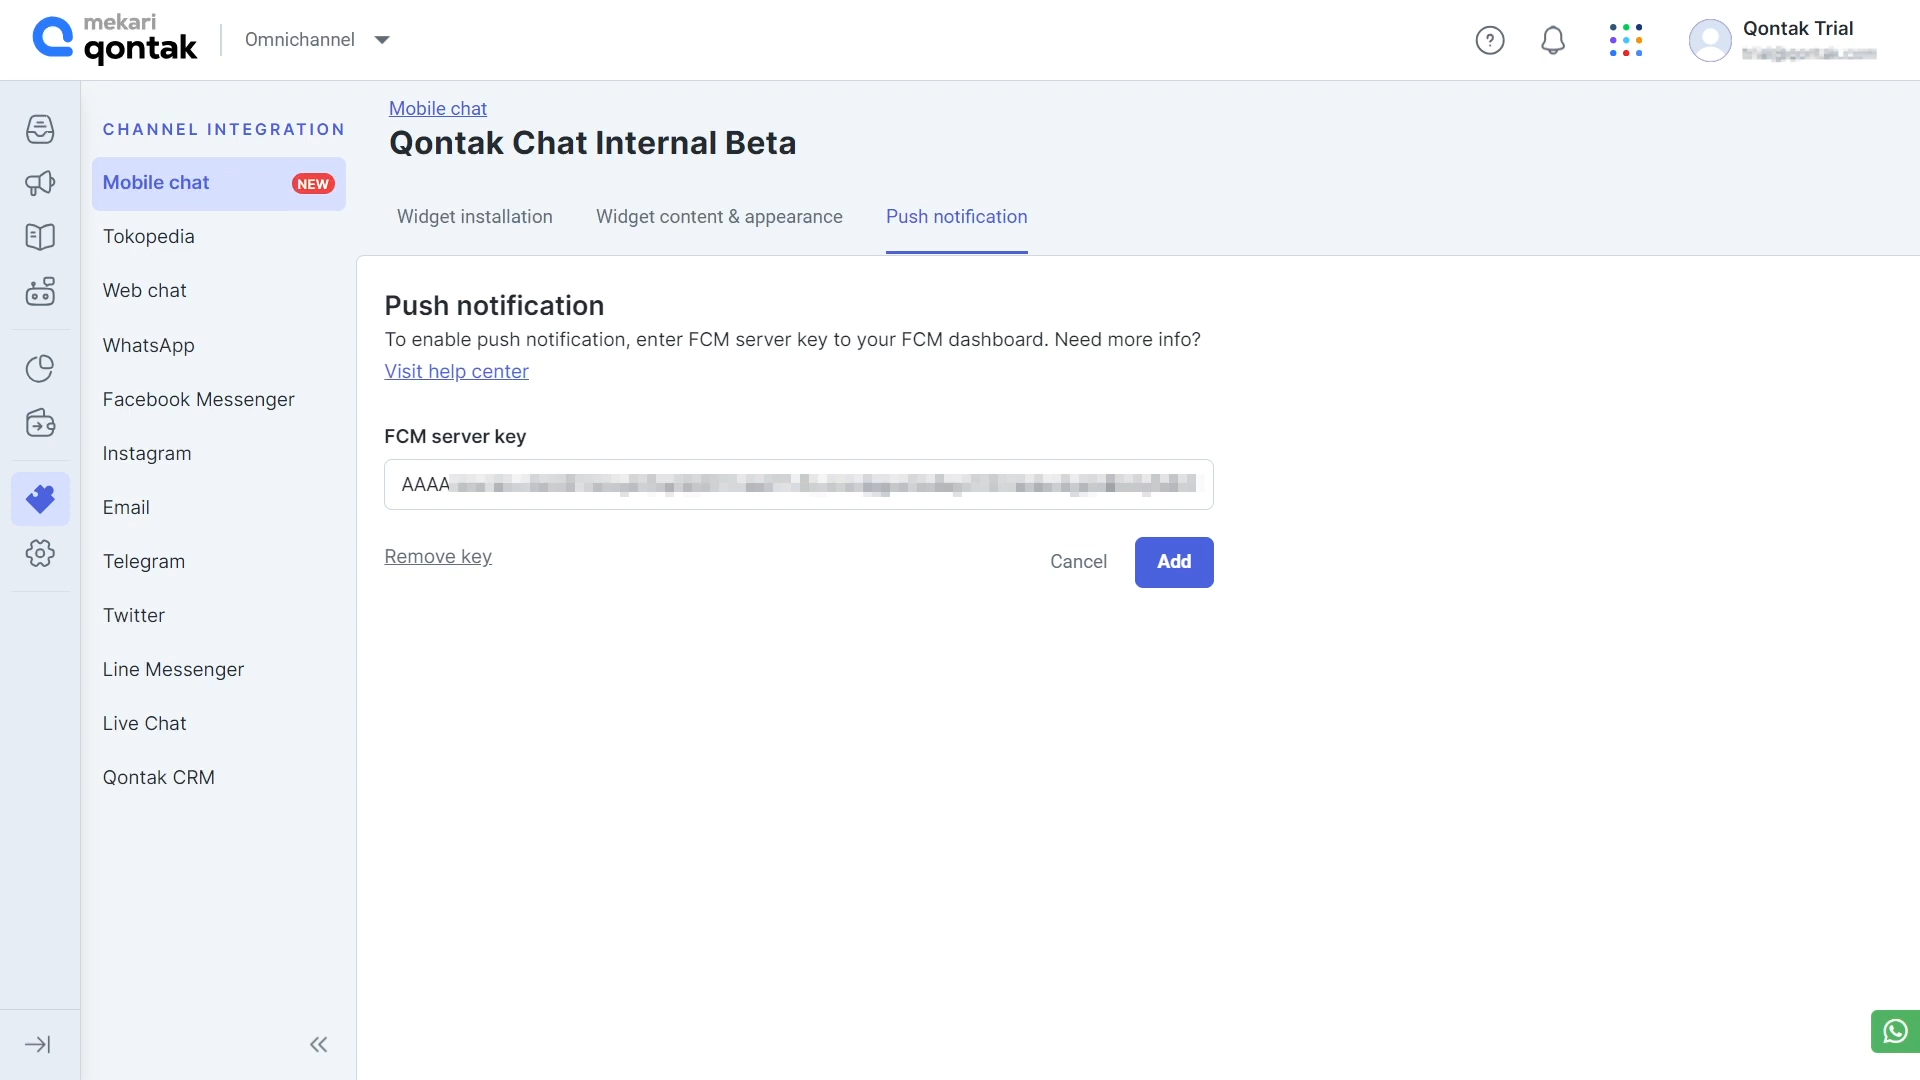 mekari
qontak
Omnichannel
Qontak Trial
CHANNEL INTEGRATION
Mobile chat NEW
Tokopedia
Web chat
WhatsApp
Facebook Messenger
Instagram
Email
Telegram
Twitter
Line Messenger
Live Chat
Qontak CRM
Mobile chat
Qontak Chat Internal Beta
Widget installation Widget content & appearance Push notification
Push notification
To enable push notification, enter FCM server key to your FCM dashboard. Need more info?
Visit help center
FCM server key
AAAA
Remove key Cancel Add